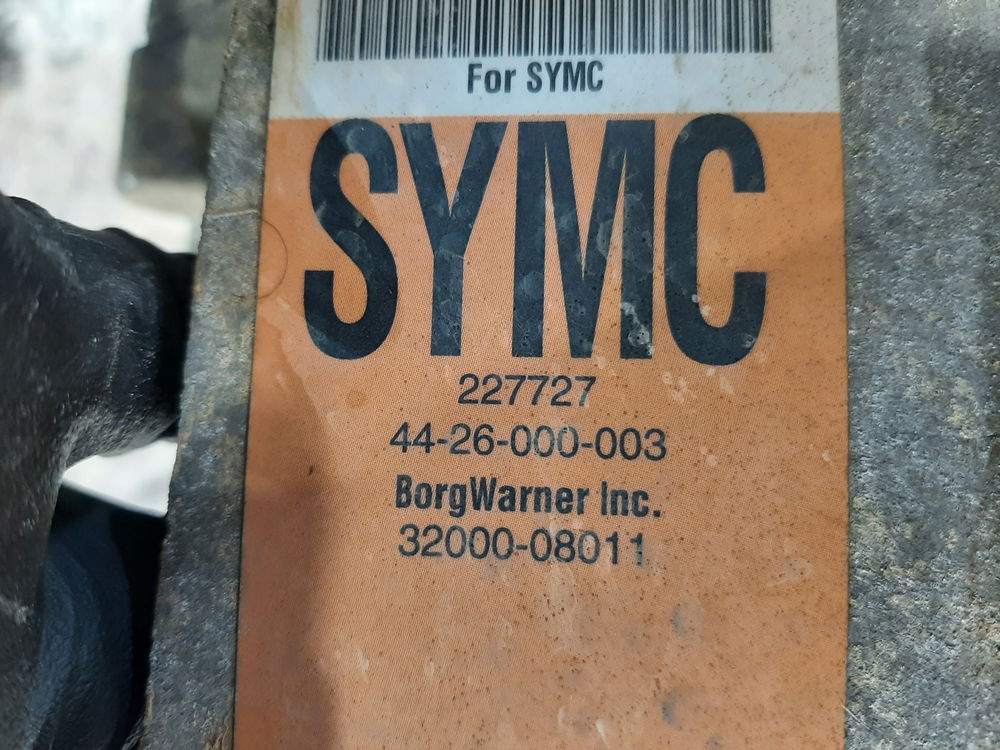 For SYMC
SYMC
227727
44-26-000-003
BorgWarner Inc.
32000-08011